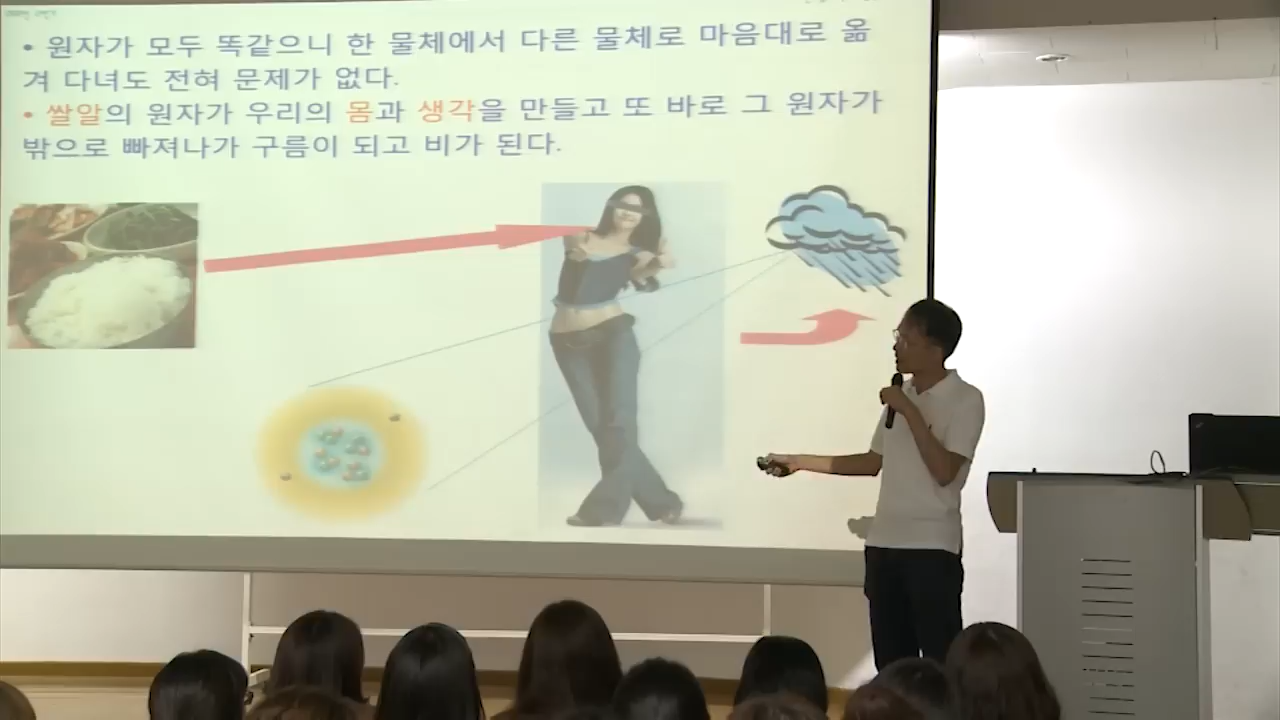 • 원자가 모두 똑같으니 한 물체에서 다른 물체로 마음대로 옮
겨 다녀도 전혀 문제가 없다.
• 쌀알의 원자가 우리의 몸과 생각을 만들고 또 바로 그 원자가
밖으로 빠져나가 구름이 되고 비가 된다.